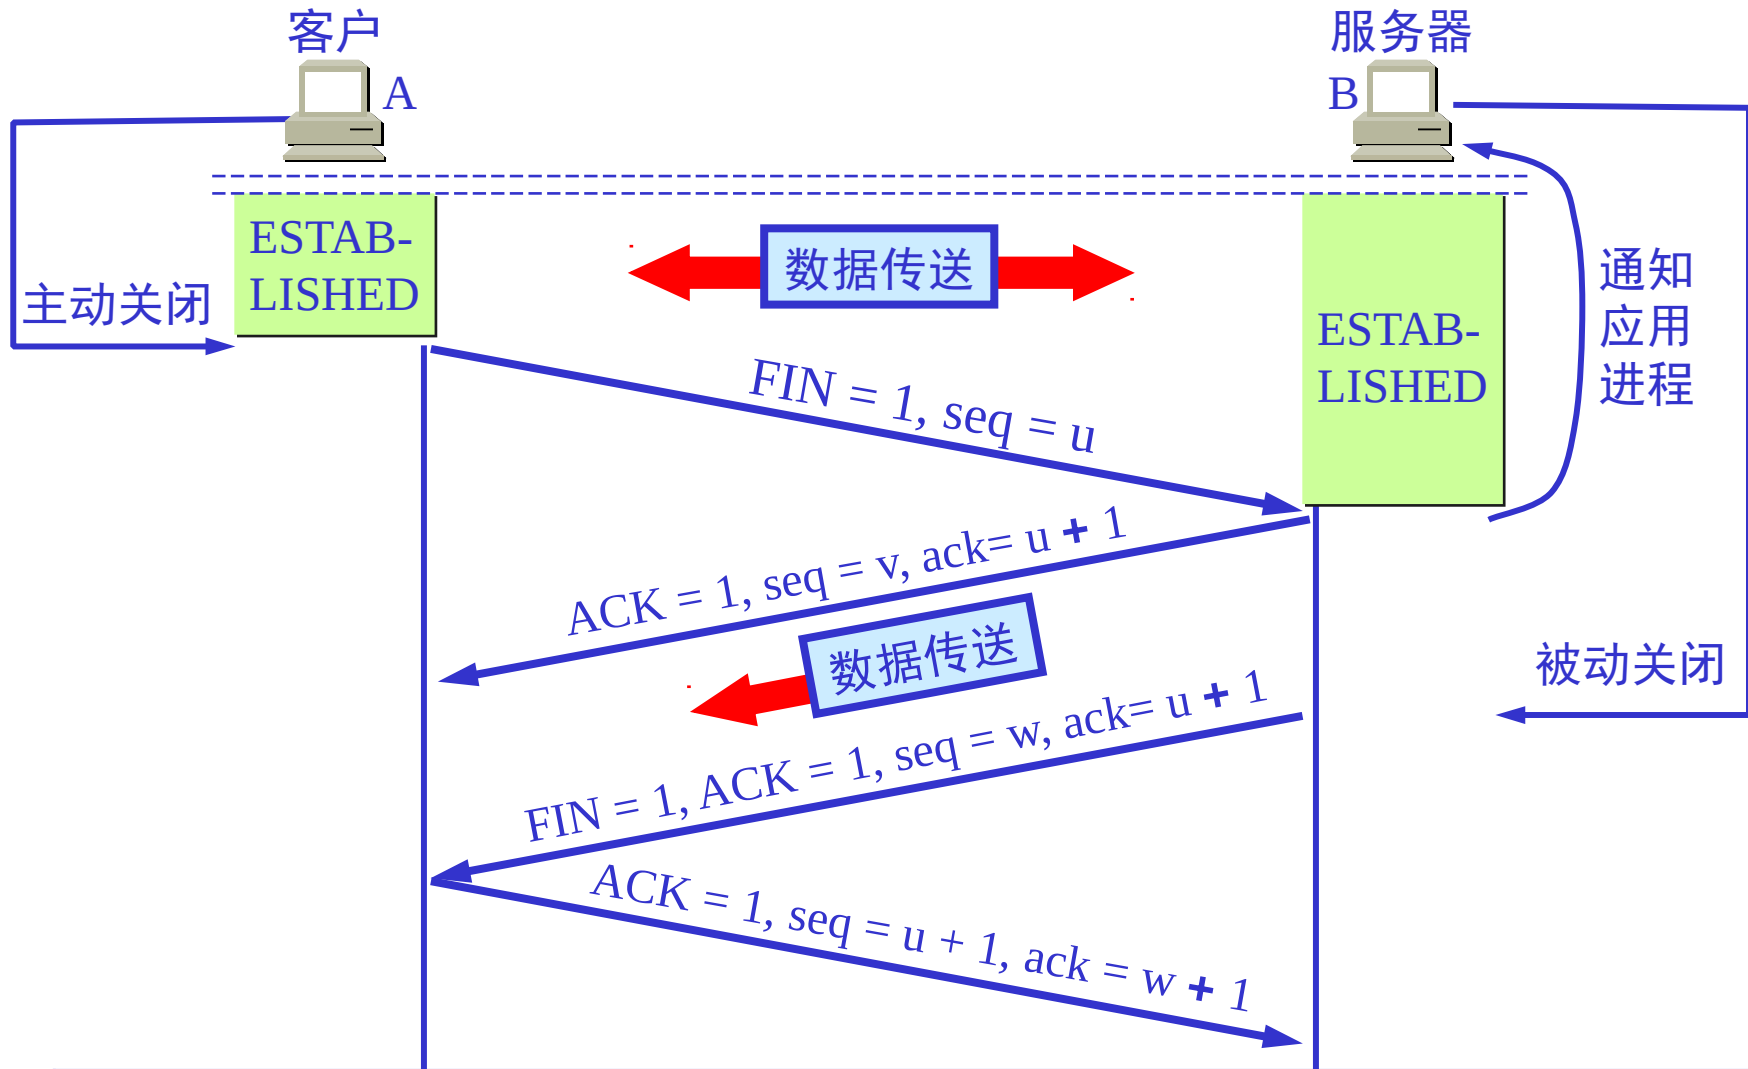 客户
服务器
A
B
ESTAB-
LISHED
数据传送
主动关闭
通知
应用
进程
ESTAB-
LISHED
FIN = 1, seq = u
ACK = 1, seq = v, ack= u + 1
数据传送
被动关闭
FIN = 1, ACK = 1, seq = w, ack= u + 1
ACK = 1, seq = u + 1, ack = w + 1